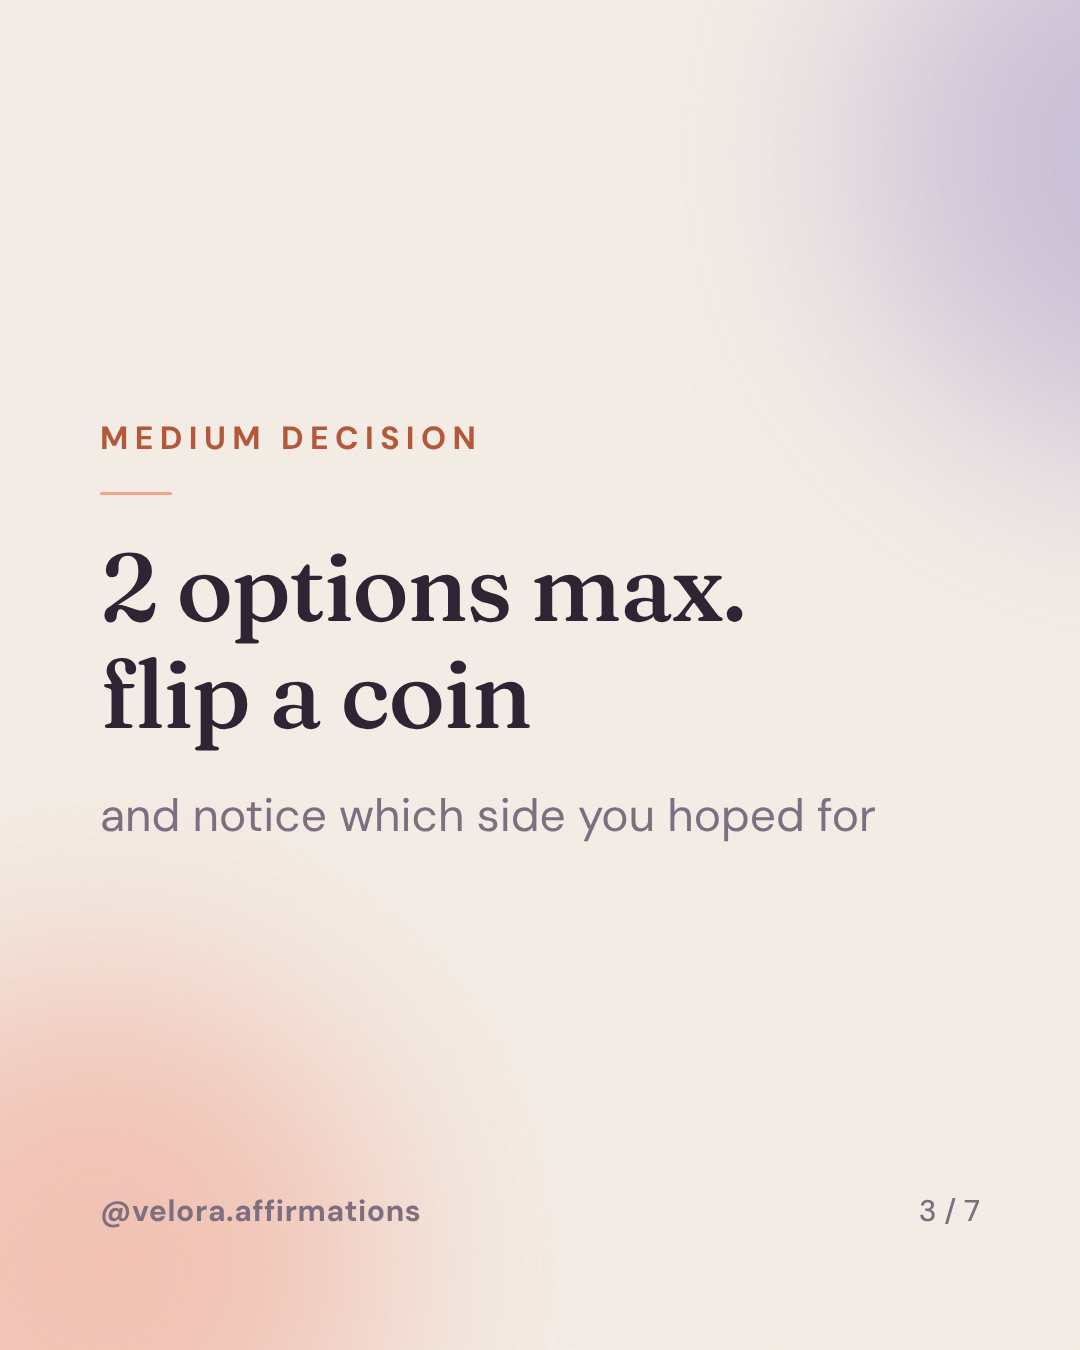 MEDIUM DECISION
2 options max.
flip a coin
and notice which side you hoped for
@velora.affirmations
3 / 7